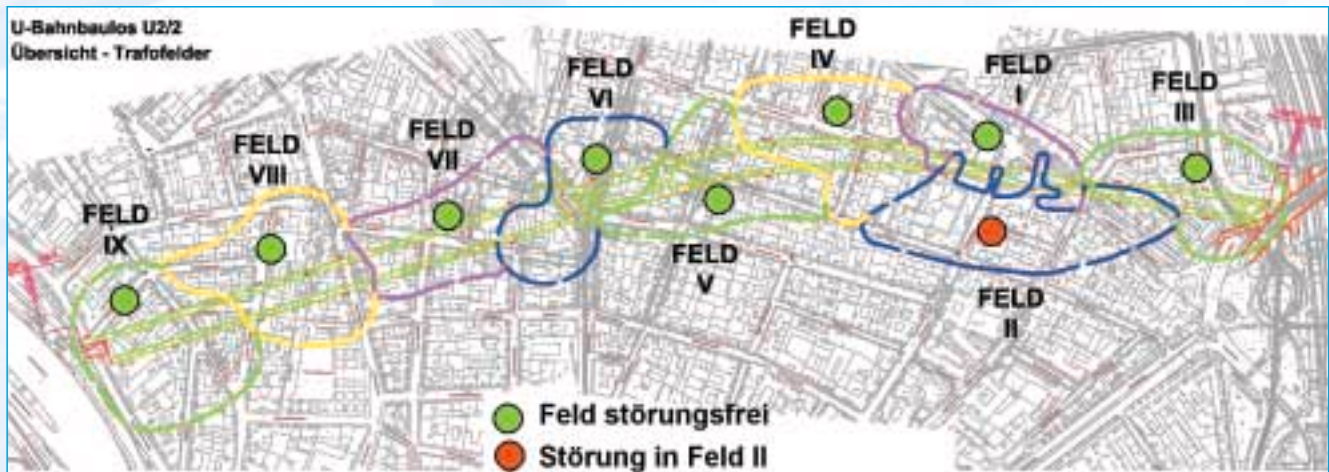 U-Bahnbaulos U2/2
Übersicht - Trafofelder
FELD
IV
FELD
I
FELD
VI
FELD
III
FELD
VII
FELD
VIII
FELD
IX
FELD
V
FELD
II
Feld störungsfrei
Störung in Feld II